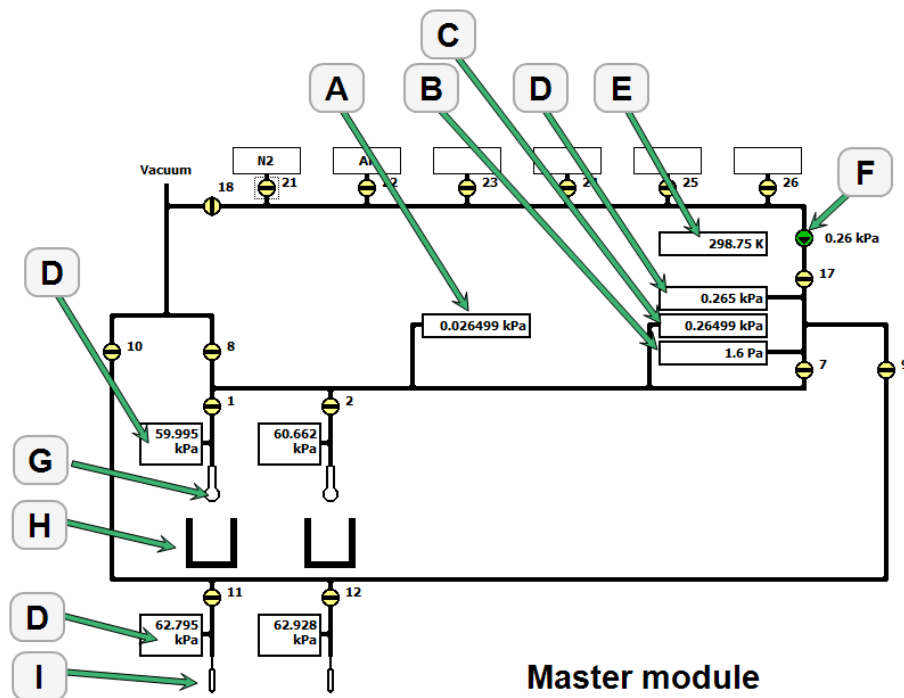 C
A
B
D
E
N2
Vacuum
18
21
22
23
25
26
F
298.75 K
0.26 kPa
D
17
0.265 kPa
0.026499 kPa
0.26499 kPa
10
8
1.6 Pa
7
9
1
2
D
59.995
kPa
60.662
kPa
G
H
11
12
D
62.795
kPa
62.928
kPa
I
Master module